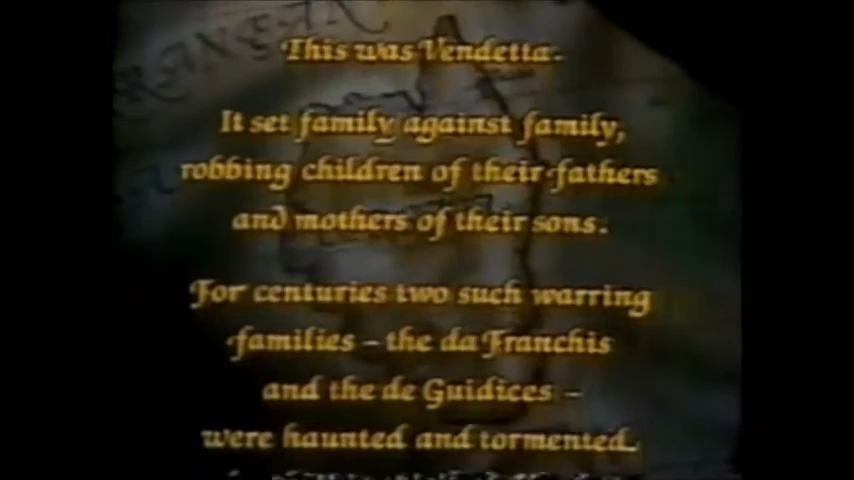 This was Vendetta.
It set family against family,
robbing children of their fathers
and mothers of their sons.
For centuries two such warring
families – the da Franchis
and the de Guidices –
were haunted and tormented